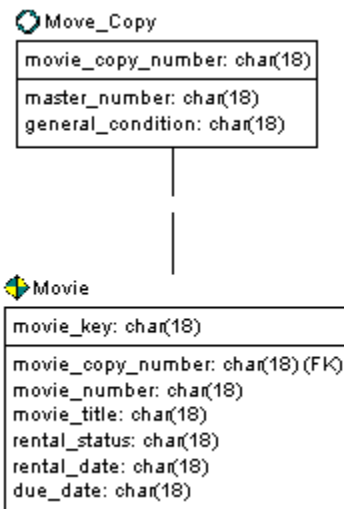 Move_Copy
movie_copy_number: char(18)
master_number: char(18)
general_condition: char(18)
Movie
movie_key: char(18)
movie_copy_number: char(18) (FK)
movie_number: char(18)
movie_title: char(18)
rental_status: char(18)
rental_date: char(18)
due_date: char(18)